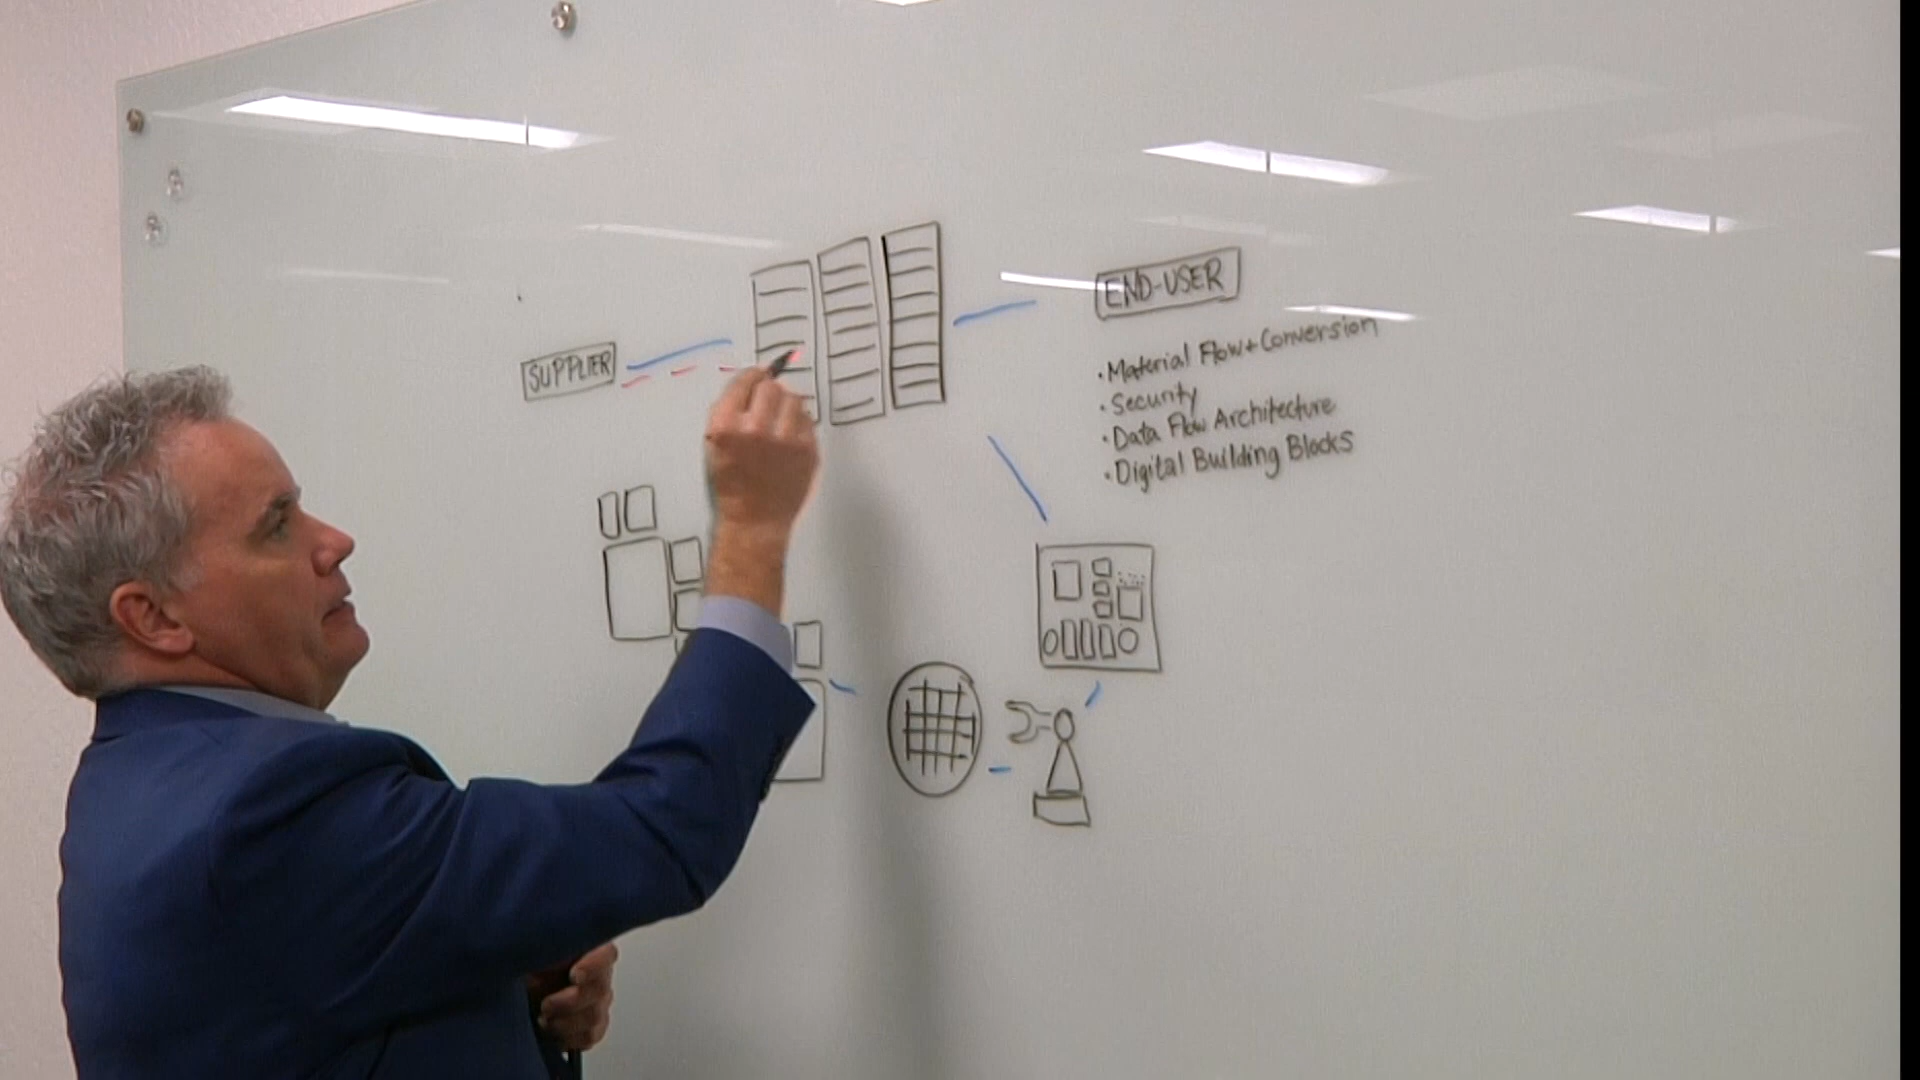 SUPPLIER
END-USER
• Material Flow + Conversion
• Security
• Data Flow Architecture
• Digital Building Blocks